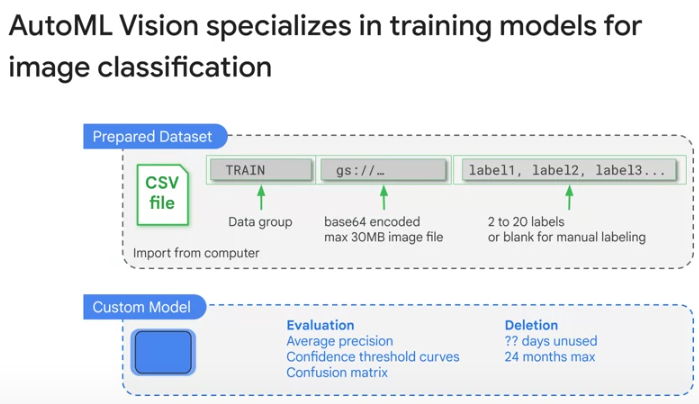 AutoML Vision specializes in training models for
image classification
Prepared Dataset
CSV
file
Import from computer
TRAIN
Data group
gs://…
base64 encoded
max 30MB image file
label1, label2, label3...
2 to 20 labels
or blank for manual labeling
Custom Model
Evaluation
Average precision
Confidence threshold curves
Confusion matrix
Deletion
?? days unused
24 months max